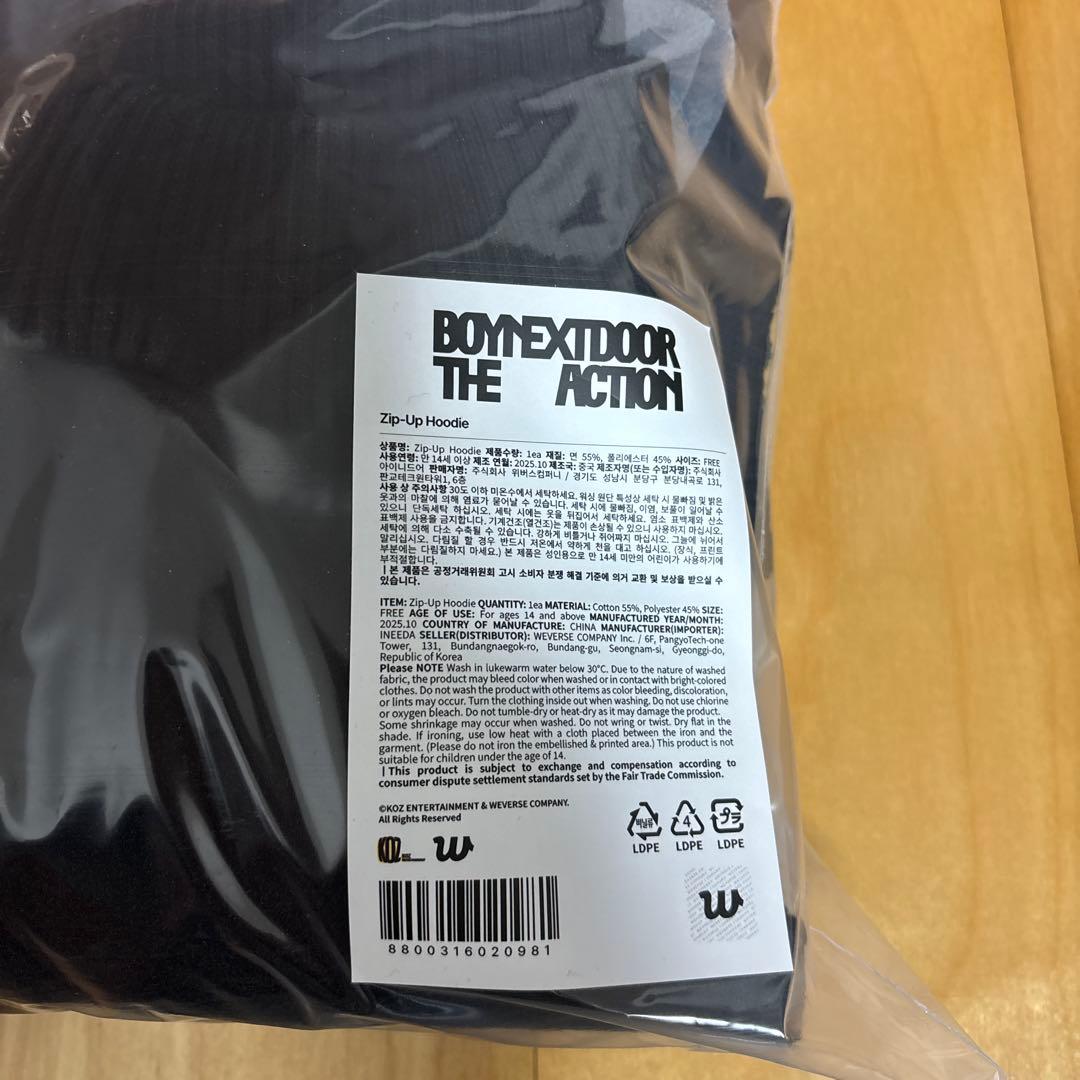 BOYNEXTDOOR
THE ACTION
Zip-Up Hoodie
상품명: Zip-Up Hoodie 제품수량: 1ea 재질: 면 55%, 폴리에스터 45% 사이즈: FREE
사용연령: 만 14세 이상 제조 연월: 2025.10 제조국: 중국 제조자명(또는 수입자명): 주식회사
아이니드어 판매자명: 주식회사 위버스컴퍼니 / 경기도 성남시 분당구 분당내곡로 131,
판교테크원타워1, 6층
사용 상 주의사항 30도 이하 미온수에서 세탁하세요. 워싱 원단 특성상 세탁 시 물빠짐 및 밝은
옷과의 마찰에 의해 염료가 묻어날 수 있습니다. 세탁 시에 물빠짐, 이염, 보풀이 일어날 수
있으니 단독세탁 하십시오. 세탁 시에는 옷을 뒤집어서 세탁하세요. 염소 표백제와 산소
표백제 사용을 금지합니다. 기계건조(열건조)는 제품이 손상될 수 있으니 사용하지 마십시오.
세탁에 의해 다소 수축될 수 있습니다. 강하게 비틀거나 쥐어짜지 마십시오. 그늘에 뉘어서
말리십시오. 다림질 할 경우 반드시 저온에서 약하게 천을 대고 하십시오. (장식, 프린트
부분에는 다림질하지 마세요.) 본 제품은 성인용으로 만 14세 미만의 어린이가 사용하기에
부적절합니다.
| 본 제품은 공정거래위원회 고시 소비자 분쟁 해결 기준에 의거 교환 및 보상을 받으실 수
있습니다.
ITEM: Zip-Up Hoodie QUANTITY: 1ea MATERIAL: Cotton 55%, Polyester 45% SIZE:
FREE AGE OF USE: For ages 14 and above MANUFACTURED YEAR/MONTH:
2025.10 COUNTRY OF MANUFACTURE: CHINA MANUFACTURER(IMPORTER):
INEEDA SELLER(DISTRIBUTOR): WEVERSE COMPANY Inc. / 6F, PangyoTech-one
Tower, 131, Bundangnaegok-ro, Bundang-gu, Seongnam-si, Gyeonggi-do,
Republic of Korea
Please NOTE Wash in lukewarm water below 30°C. Due to the nature of washed
fabric, the product may bleed color when washed or in contact with bright-colored
clothes. Do not wash the product with other items as color bleeding, discoloration,
or lints may occur. Turn the clothing inside out when washing. Do not use chlorine
or oxygen bleach. Do not tumble-dry or heat-dry as it may damage the product.
Some shrinkage may occur when washed. Do not wring or twist. Dry flat in the
shade. If ironing, use low heat with a cloth placed between the iron and the
garment. (Please do not iron the embellished & printed area.) This product is not
suitable for children under the age of 14.
| This product is subject to exchange and compensation according to
consumer dispute settlement standards set by the Fair Trade Commission.
©KOZ ENTERTAINMENT & WEVERSE COMPANY.
All Rights Reserved
비닐류 4 プラ
LDPE LDPE LDPE
KOZ w
w
8800316020981